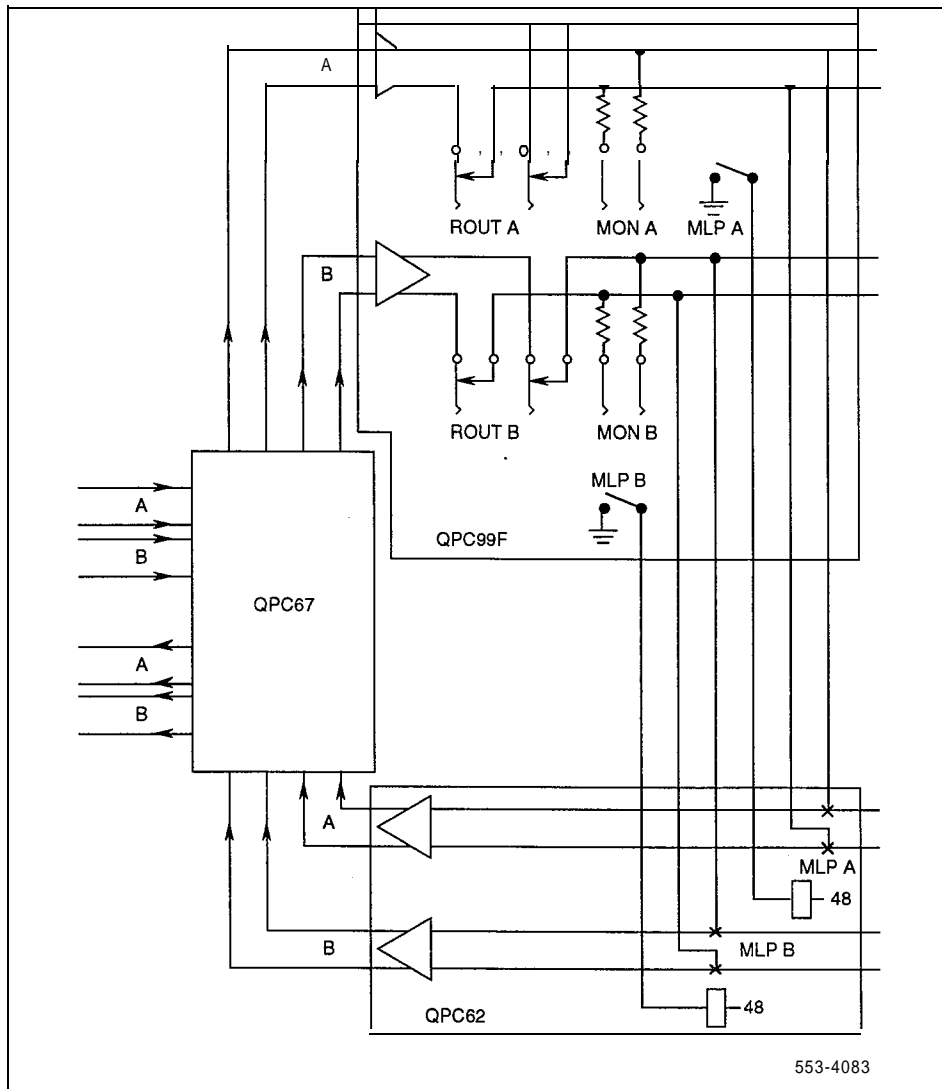 A
ROUT A
MON A
MLP A
B
ROUT B
MON B
MLP B
A
QPC99F
B
QPC67
A
B
A
MLP A
48
B
MLP B
48
QPC62
553-4083